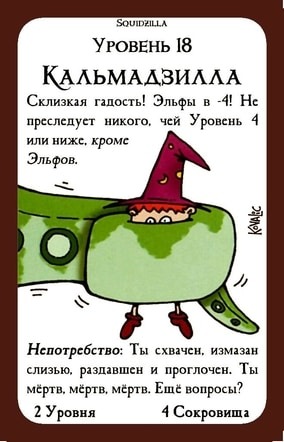 Squidzilla
Уровень 18
Кальмадзилла
Склизкая гадость! Эльфы в -4! Не
преследует никого, чей Уровень 4
или ниже, кроме
Эльфов.
Kovalic
Непотребство: Ты схвачен, измазан
слизью, раздавшен и проглочен. Ты
мёртв, мёртв, мёртв. Ещё вопросы?
2 Уровня 4 Сокровища